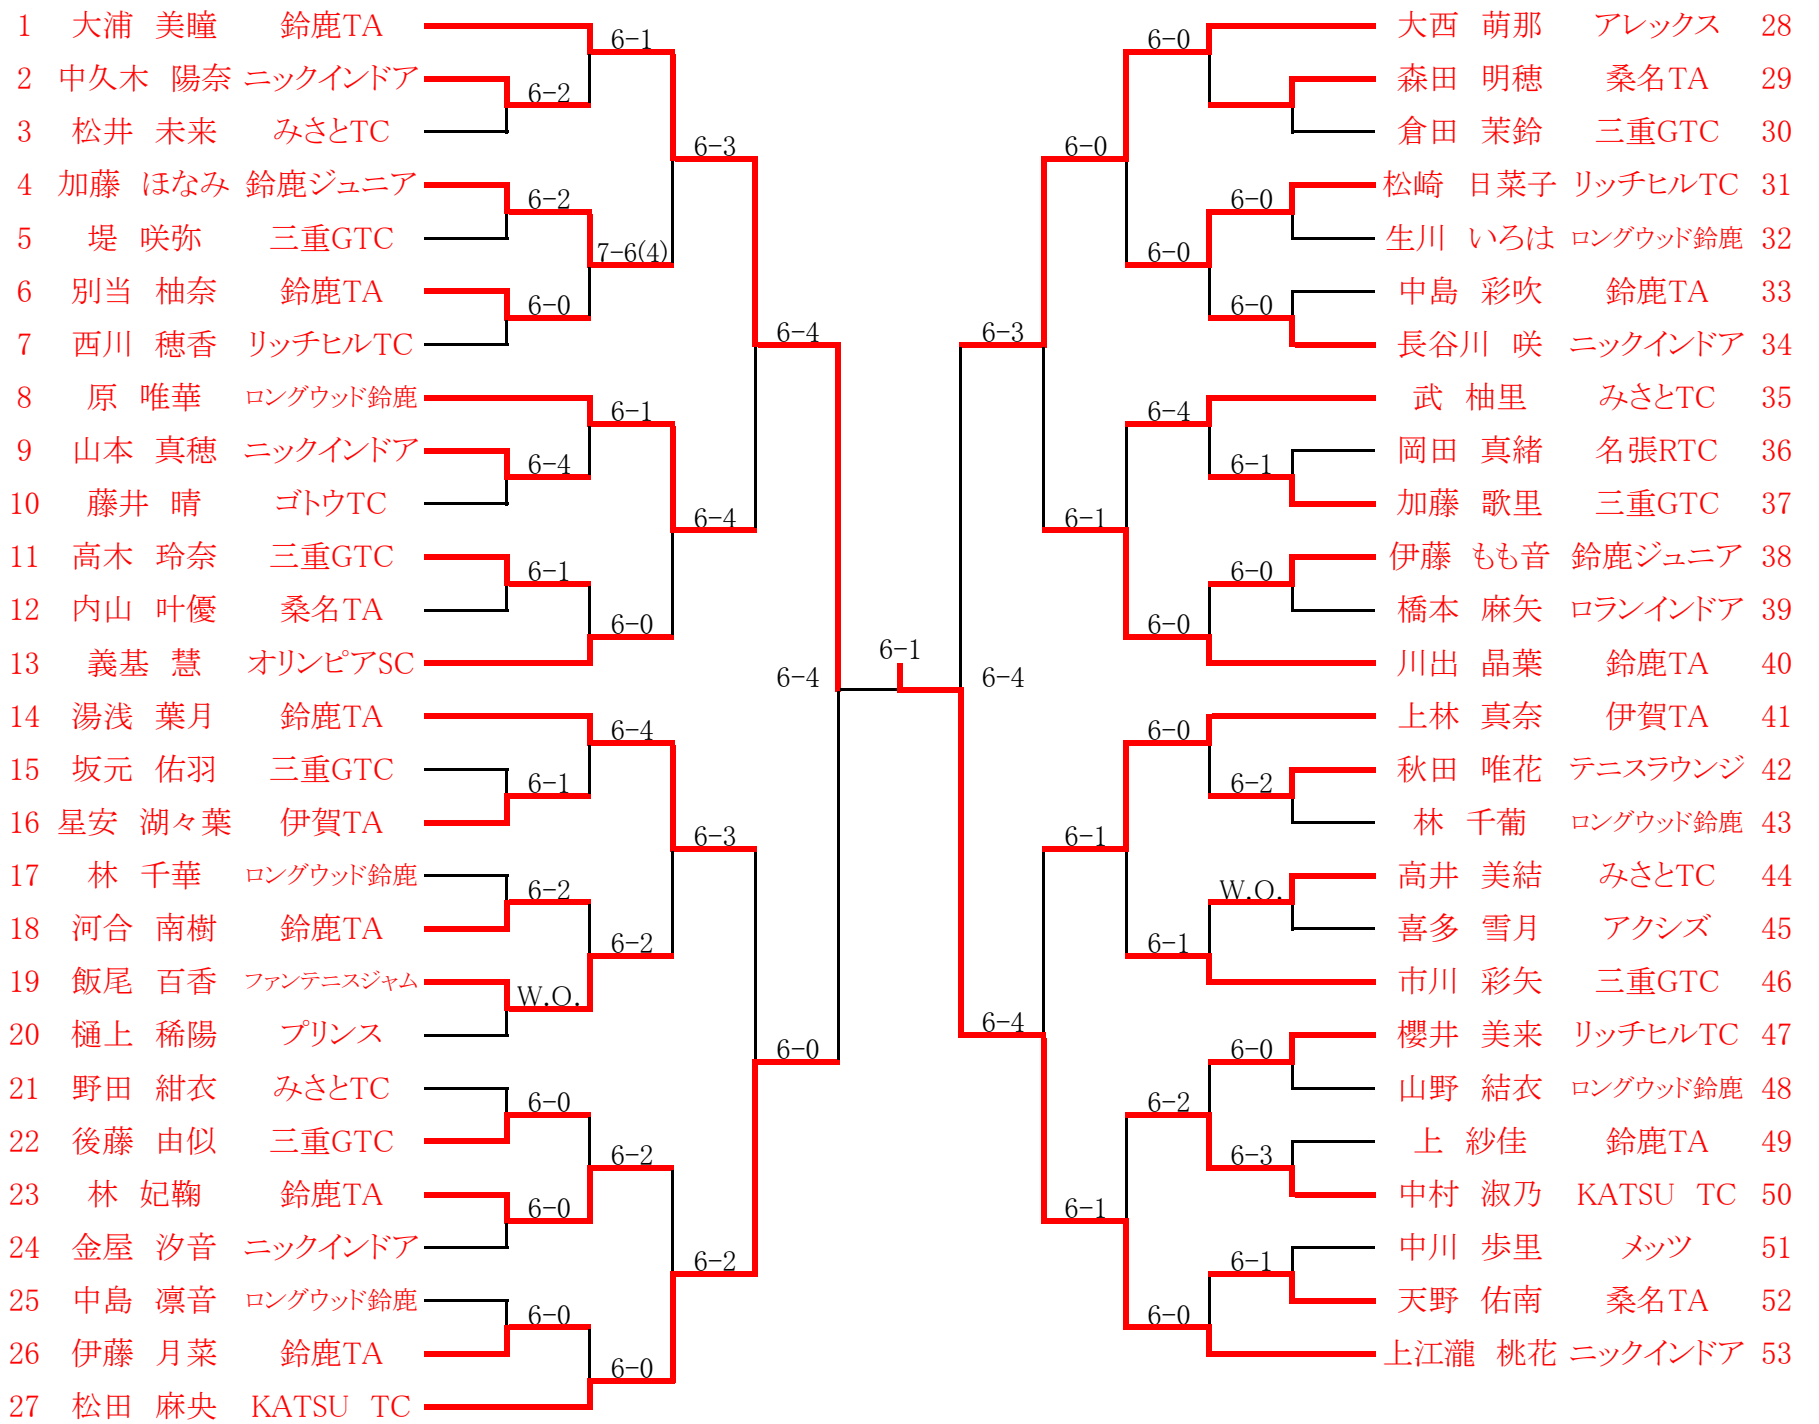 1 大浦 美瞳 鈴鹿TA
2 中久木 陽奈 ニックインドア
3 松井 未来 みさとTC
4 加藤 ほなみ 鈴鹿ジュニア
5 堤 咲弥 三重GTC
6 別当 柚奈 鈴鹿TA
7 西川 穂香 リッチヒルTC
8 原 唯華 ロングウッド鈴鹿
9 山本 真穂 ニックインドア
10 藤井 晴 ゴトウTC
11 高木 玲奈 三重GTC
12 内山 叶優 桑名TA
13 義基 慧 オリンピアSC
14 湯浅 葉月 鈴鹿TA
15 坂元 佑羽 三重GTC
16 星安 湖々葉 伊賀TA
17 林 千華 ロングウッド鈴鹿
18 河合 南樹 鈴鹿TA
19 飯尾 百香 ファンテニスジャム
20 樋上 稀陽 プリンス
21 野田 紺衣 みさとTC
22 後藤 由似 三重GTC
23 林 妃鞠 鈴鹿TA
24 金屋 汐音 ニックインドア
25 中島 凛音 ロングウッド鈴鹿
26 伊藤 月菜 鈴鹿TA
27 松田 麻央 KATSU TC
6-2
6-2
6-0
6-4
6-1
6-1
6-2
W.O.
6-0
6-0
6-0
6-1
7-6(4)
6-1
6-0
6-4
6-2
6-2
6-0
6-3
6-4
6-3
6-2
6-4
6-0
6-4
6-1
6-4
6-3
6-4
6-0
6-1
6-1
6-1
6-0
6-0
6-4
6-0
6-0
6-1
6-2
6-0
6-0
6-0
6-1
6-0
6-2
W.O.
6-0
6-3
6-1
大西 萌那 アレックス 28
森田 明穂 桑名TA 29
倉田 茉鈴 三重GTC 30
松崎 日菜子 リッチヒルTC 31
生川 いろは ロングウッド鈴鹿 32
中島 彩吹 鈴鹿TA 33
長谷川 咲 ニックインドア 34
武 柚里 みさとTC 35
岡田 真緒 名張RTC 36
加藤 歌里 三重GTC 37
伊藤 もも音 鈴鹿ジュニア 38
橋本 麻矢 ロランインドア 39
川出 晶葉 鈴鹿TA 40
上林 真奈 伊賀TA 41
秋田 唯花 テニスラウンジ 42
林 千葡 ロングウッド鈴鹿 43
高井 美結 みさとTC 44
喜多 雪月 アクシズ 45
市川 彩矢 三重GTC 46
櫻井 美来 リッチヒルTC 47
山野 結衣 ロングウッド鈴鹿 48
上 紗佳 鈴鹿TA 49
中村 淑乃 KATSU TC 50
中川 歩里 メッツ 51
天野 佑南 桑名TA 52
上江瀧 桃花 ニックインドア 53